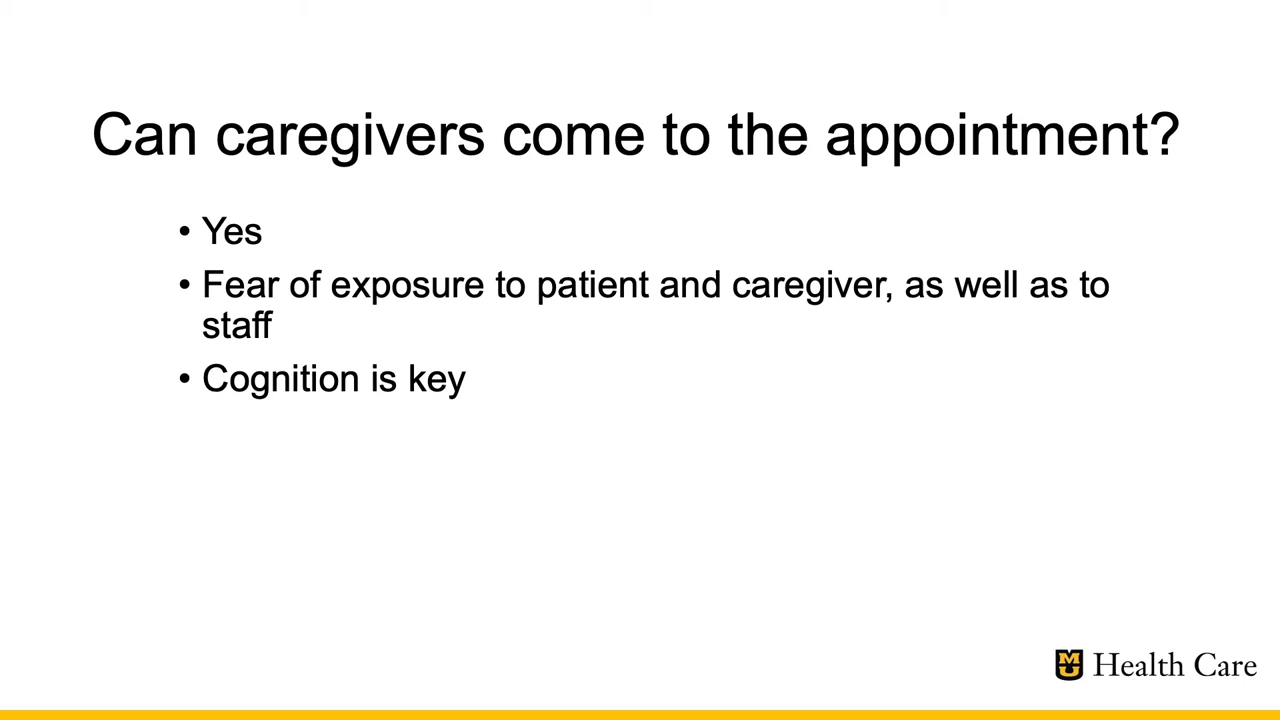 Can caregivers come to the appointment?
• Yes
• Fear of exposure to patient and caregiver, as well as to
staff
• Cognition is key
MU Health Care